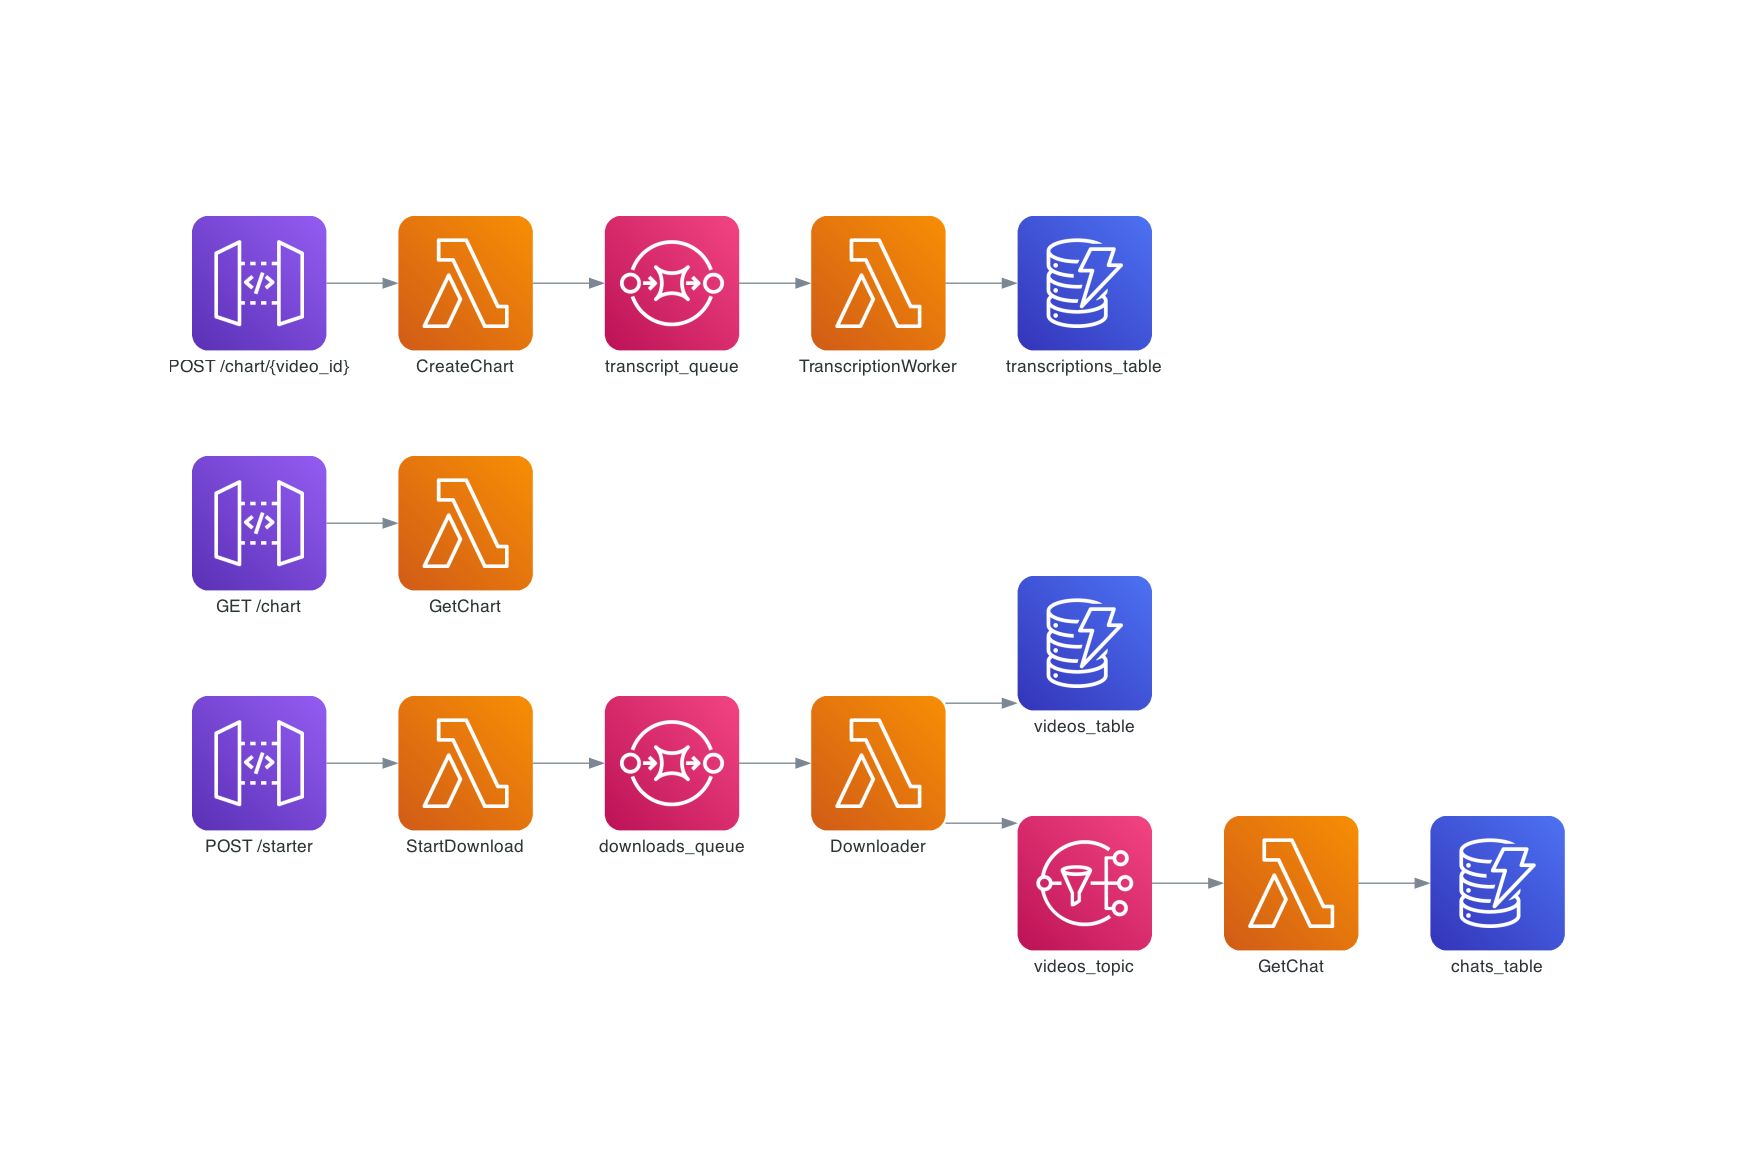 POST /chart/{video_id}
CreateChart
transcript_queue
TranscriptionWorker
transcriptions_table
GET /chart
GetChart
videos_table
POST /starter
StartDownload
downloads_queue
Downloader
videos_topic
GetChat
chats_table